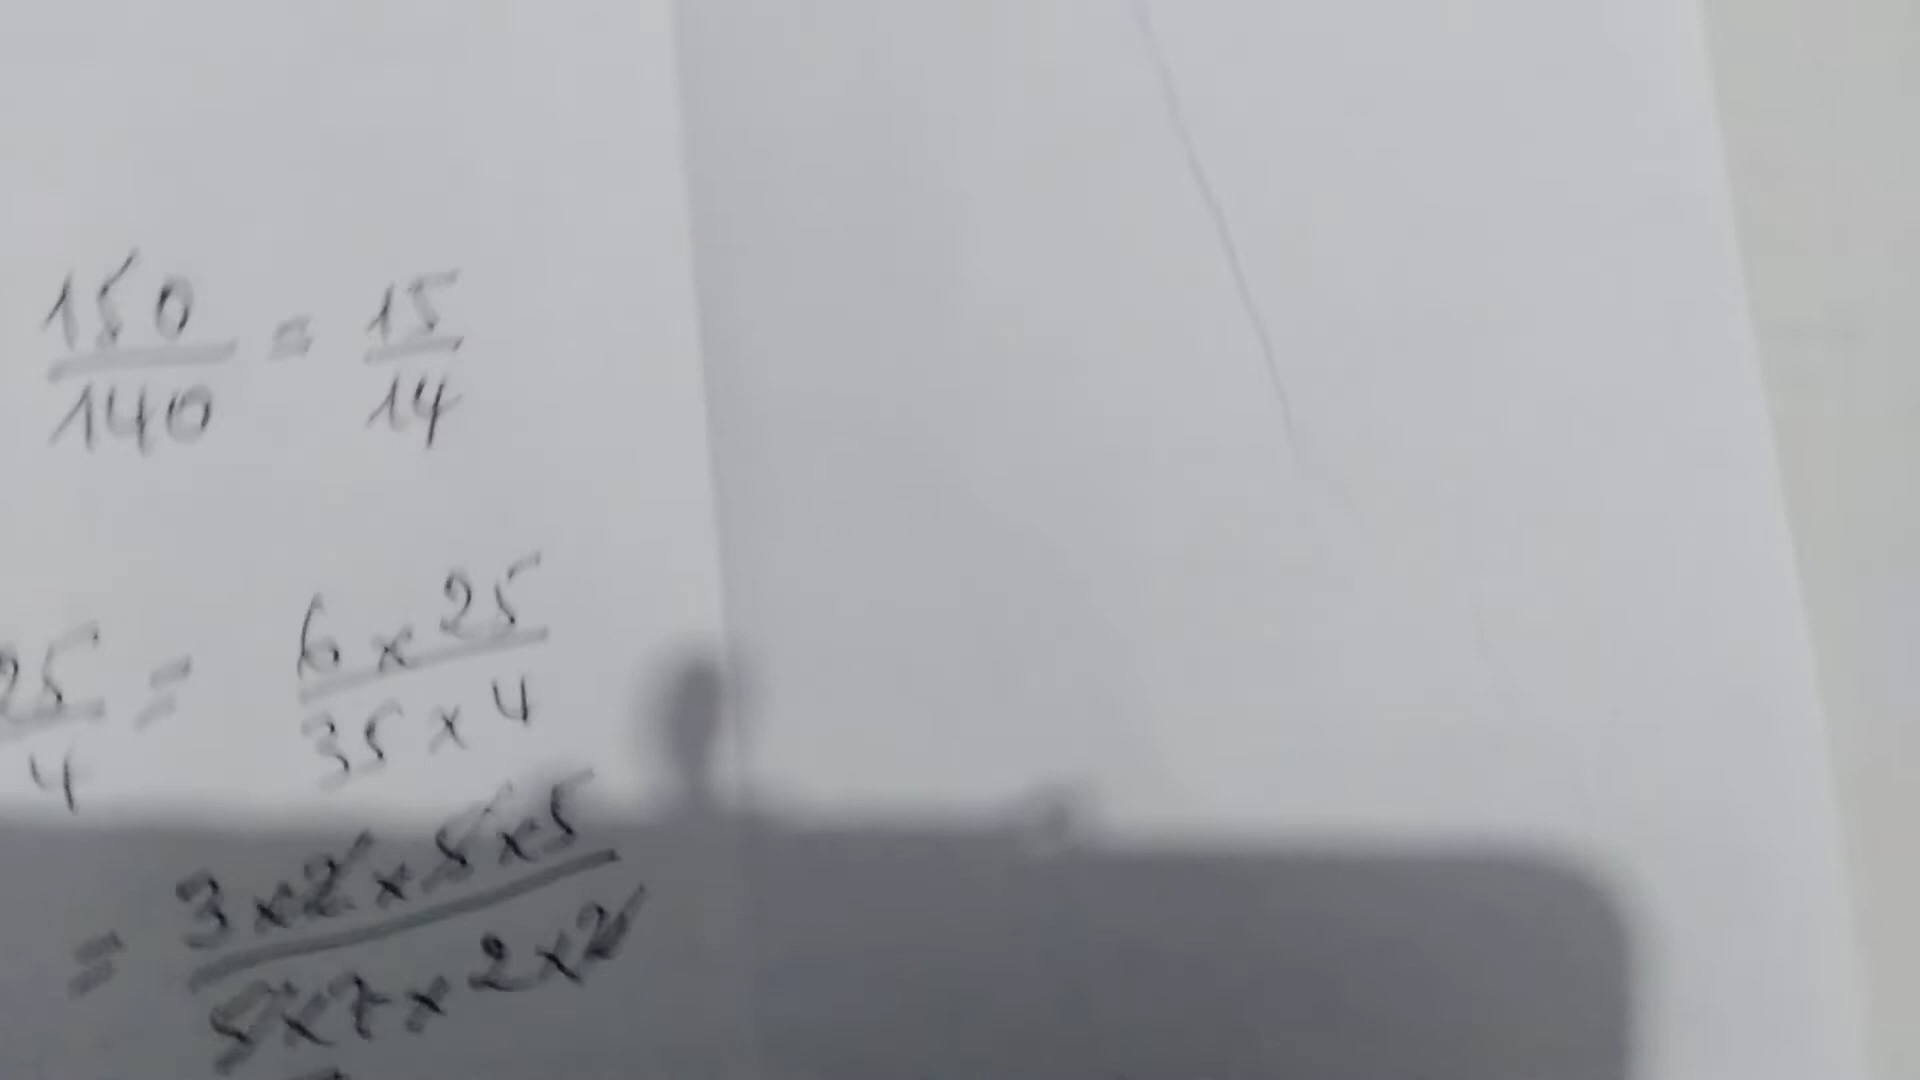 150/140 = 15/14
25/4 = 6 x 25/35 x 4
= 3 x 2 x 5 x 5/5 x 7 x 2 x 2